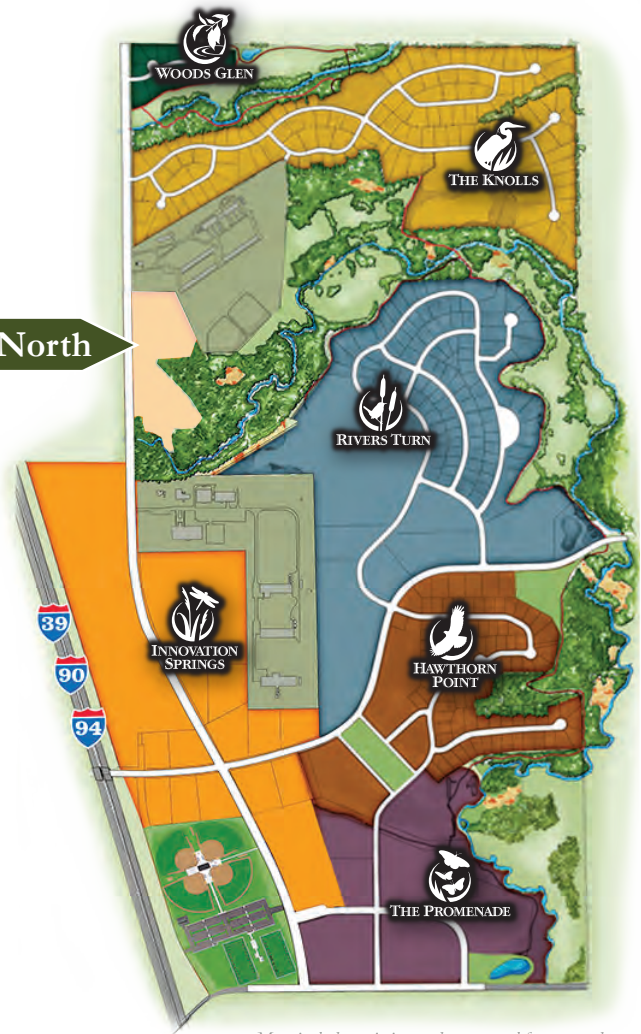 WOODS GLEN
THE KNOLLS
North
RIVERS TURN
39
90
94
INNOVATION
SPRINGS
HAWTHORN
POINT
THE PROMENADE